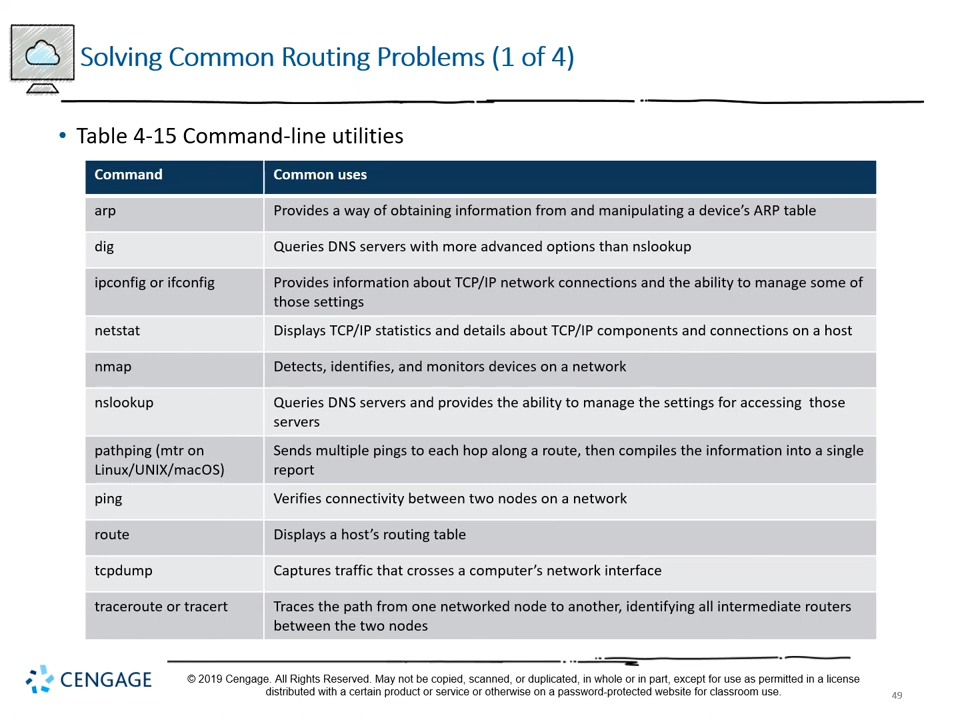 Solving Common Routing Problems (1 of 4)
• Table 4-15 Command-line utilities
Command
Common uses
arp
Provides a way of obtaining information from and manipulating a device’s ARP table
dig
Queries DNS servers with more advanced options than nslookup
ipconfig or ifconfig
Provides information about TCP/IP network connections and the ability to manage some of
those settings
netstat
Displays TCP/IP statistics and details about TCP/IP components and connections on a host
nmap
Detects, identifies, and monitors devices on a network
nslookup
Queries DNS servers and provides the ability to manage the settings for accessing  those
servers
pathping (mtr on
Linux/UNIX/macOS)
Sends multiple pings to each hop along a route, then compiles the information into a single
report
ping
Verifies connectivity between two nodes on a network
route
Displays a host’s routing table
tcpdump
Captures traffic that crosses a computer’s network interface
traceroute or tracert
Traces the path from one networked node to another, identifying all intermediate routers
between the two nodes
CENGAGE
© 2019 Cengage. All Rights Reserved. May not be copied, scanned, or duplicated, in whole or in part, except for use as permitted in a license
distributed with a certain product or service or otherwise on a password-protected website for classroom use.
49